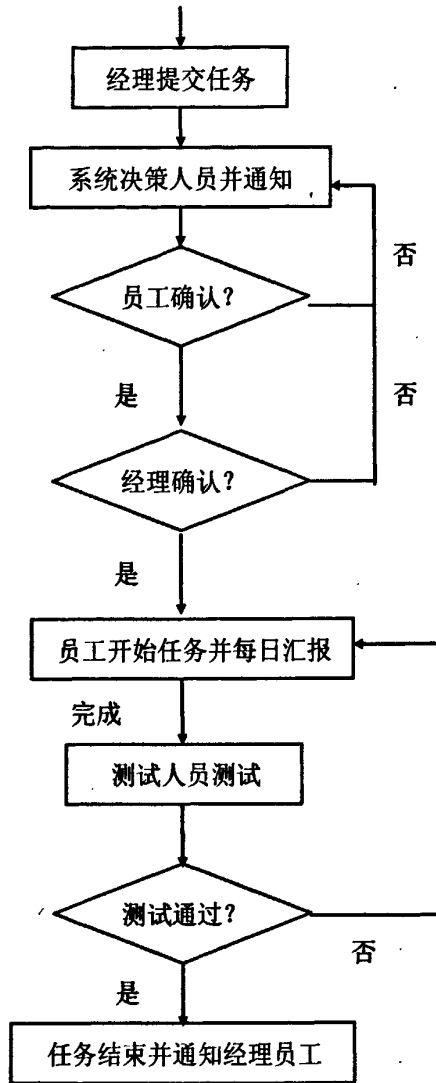 经理提交任务
系统决策人员并通知
否
员工确认？
是
否
经理确认？
是
员工开始任务并每日汇报
完成
测试人员测试
测试通过？
否
是
任务结束并通知经理员工